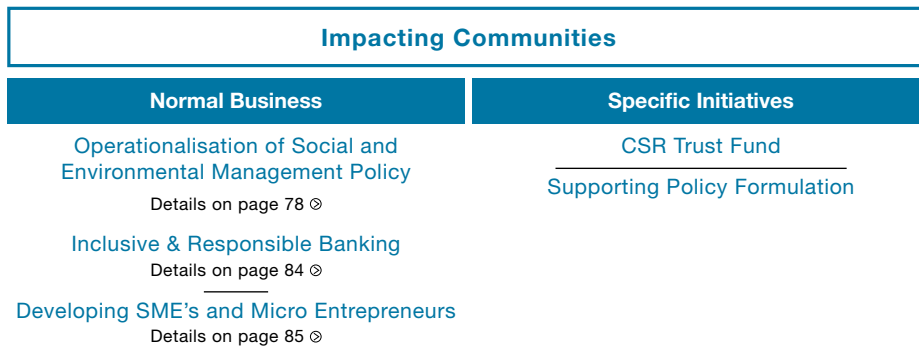 Impacting Communities
Normal Business
Operationalisation of Social and
Environmental Management Policy
Details on page 78
Inclusive & Responsible Banking
Details on page 84
Developing SME’s and Micro Entrepreneurs
Details on page 85
Specific Initiatives
CSR Trust Fund
Supporting Policy Formulation